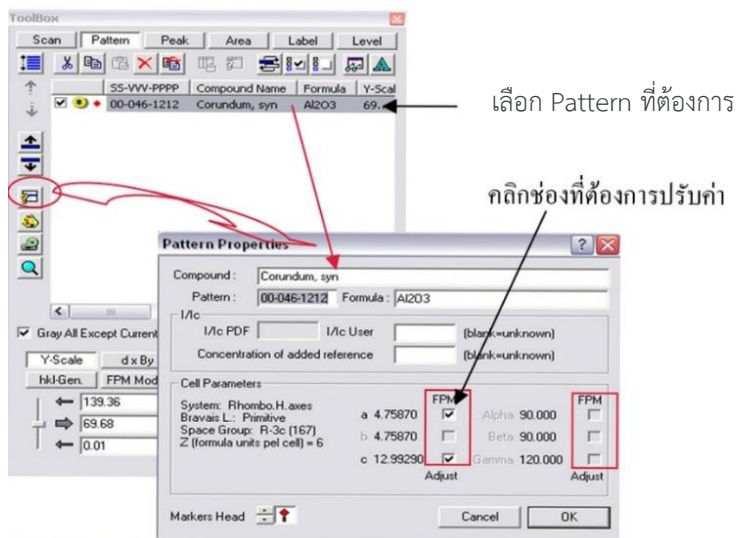 ToolBox
Scan Pattern Peak Area Label Level
SS-VVV-PPPP Compound Name Formula Y-Scal
00-046-1212 Corundum, syn Al2O3 69.
เลือก Pattern ที่ต้องการ
คลิกช่องที่ต้องการปรับค่า
Pattern Properties
Compound : Corundum, syn
Pattern : 00-046-1212 Formula : Al2O3
I/Ic
I/Ic PDF I/Ic User (blank=unknown)
Concentration of added reference (blank=unknown)
Gray All Except Current
Y-Scale d x By
hkl-Gen. FPM Mod
139.36
69.68
0.01
Cell Parameters
FPM FPM
System: Rhombo.H.axes
Bravais L.: Primitive
Space Group: R-3c (167)
Z (formula units pel cell) = 6
a 4.75870 Alpha 90.000
b 4.75870 Beta 90.000
c 12.99290 Gamma 120.000
Adjust Adjust
Markers Head Cancel OK